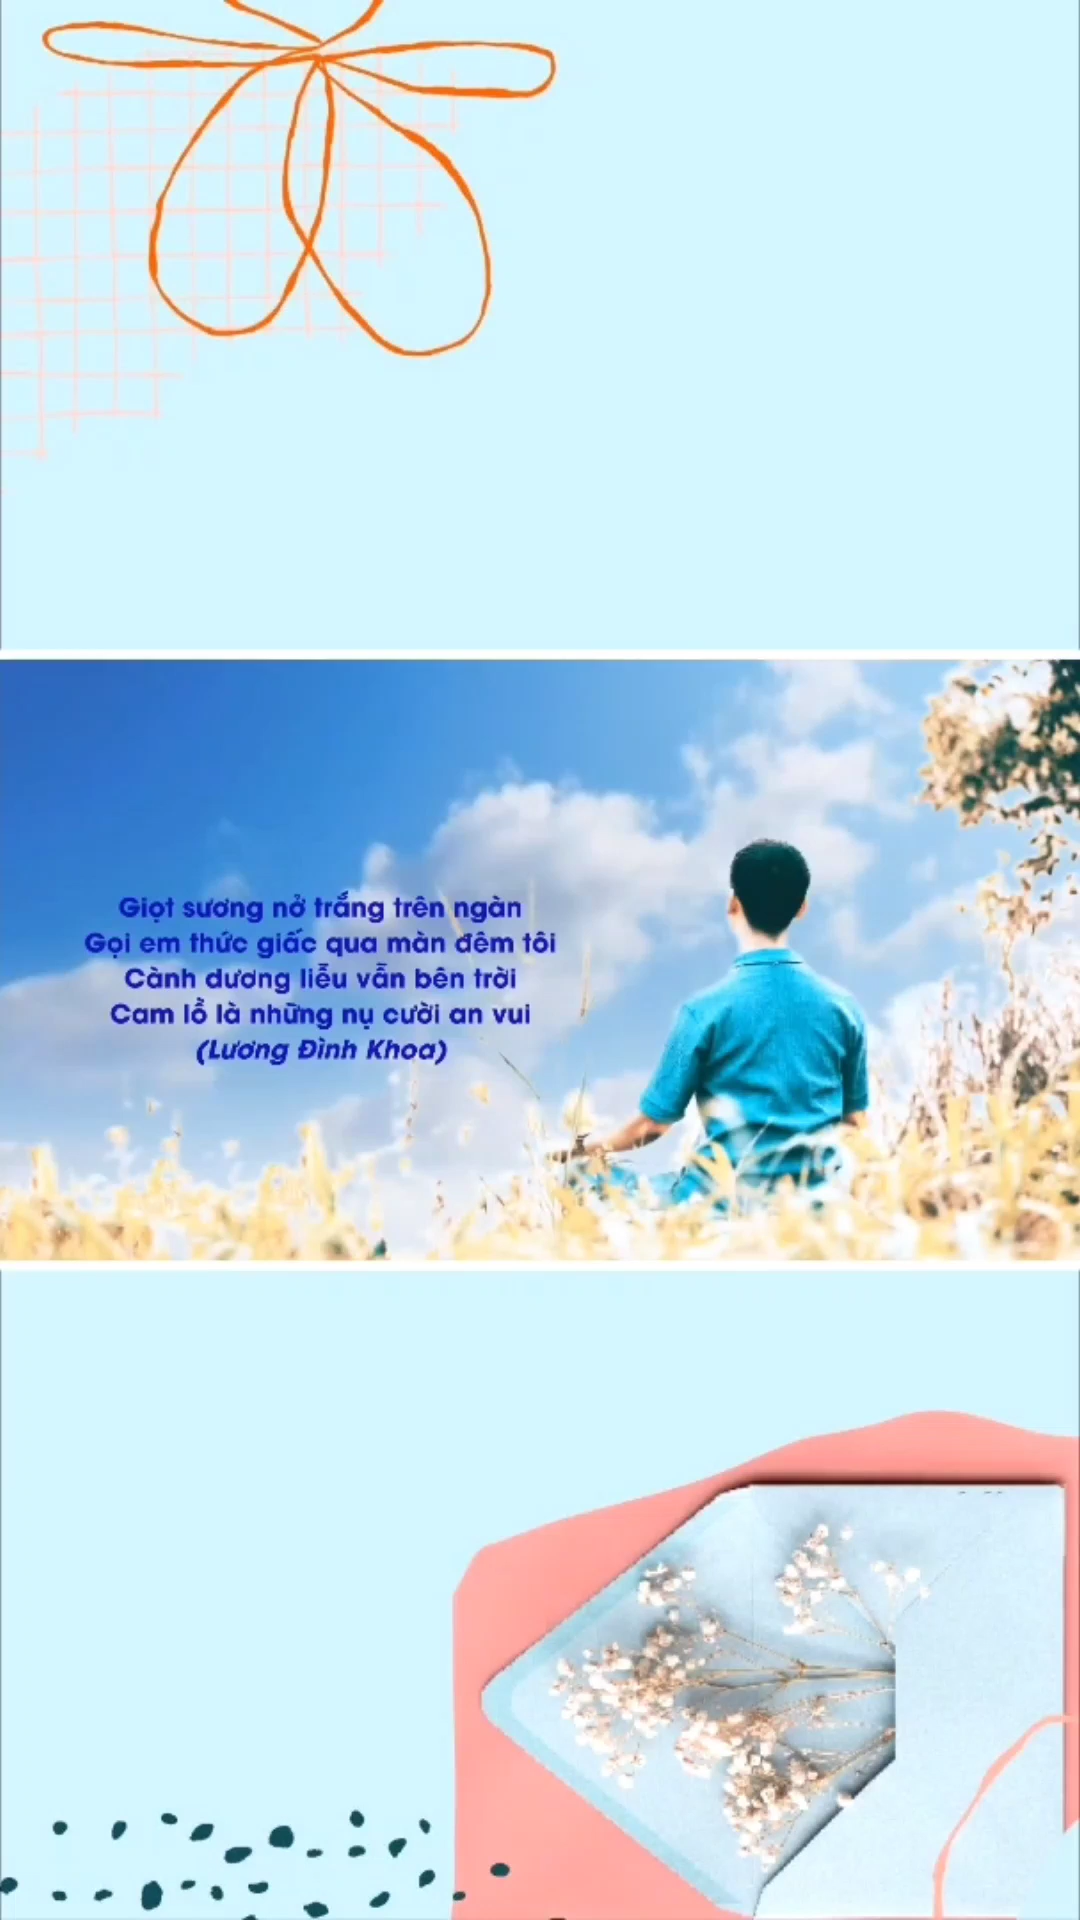 Giọt sương nở trắng trên ngàn
Gọi em thức giấc qua màn đêm tôi
Cành dương liễu vẫn bên trời
Cam lồ là những nụ cười an vui
(Lương Đình Khoa)